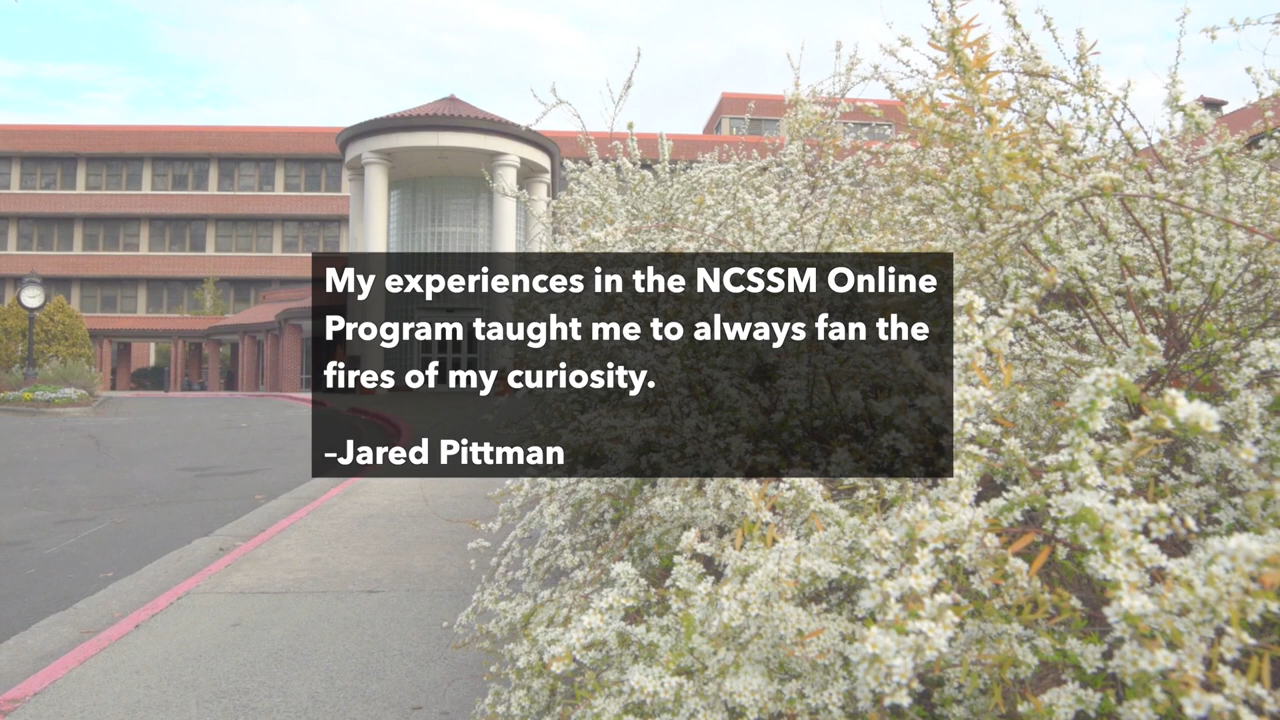 My experiences in the NCSSM Online
Program taught me to always fan the
fires of my curiosity.
–Jared Pittman